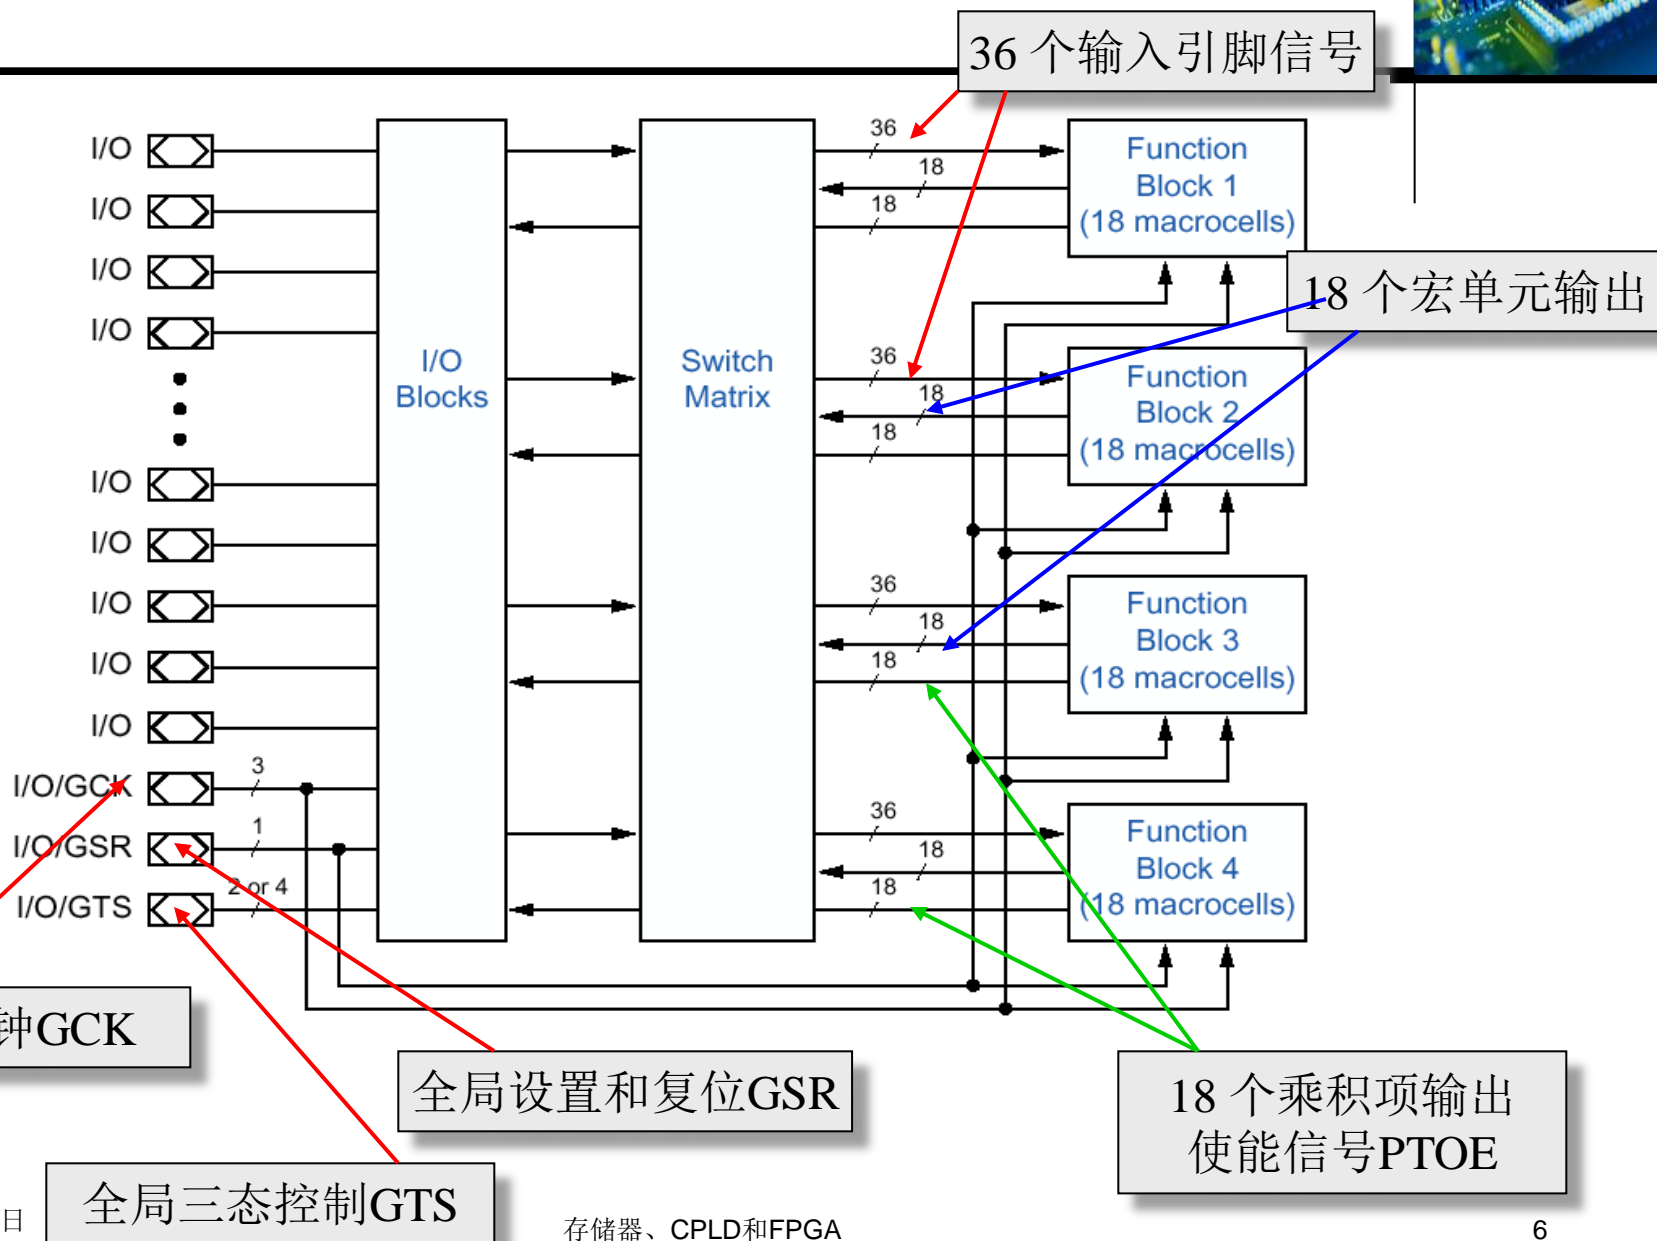 36 个输入引脚信号
I/O
I/O
I/O
I/O
I/O
I/O
I/O
I/O
I/O
I/O/GCK
I/O/GSR
I/O/GTS
3
1
2 or 4
I/O
Blocks
Switch
Matrix
36
18
18
Function
Block 1
(18 macrocells)
18 个宏单元输出
36
18
18
Function
Block 2
(18 macrocells)
36
18
18
Function
Block 3
(18 macrocells)
36
18
18
Function
Block 4
(18 macrocells)
钟GCK
全局设置和复位GSR
18 个乘积项输出
使能信号PTOE
全局三态控制GTS
日
存储器、CPLD和FPGA
6